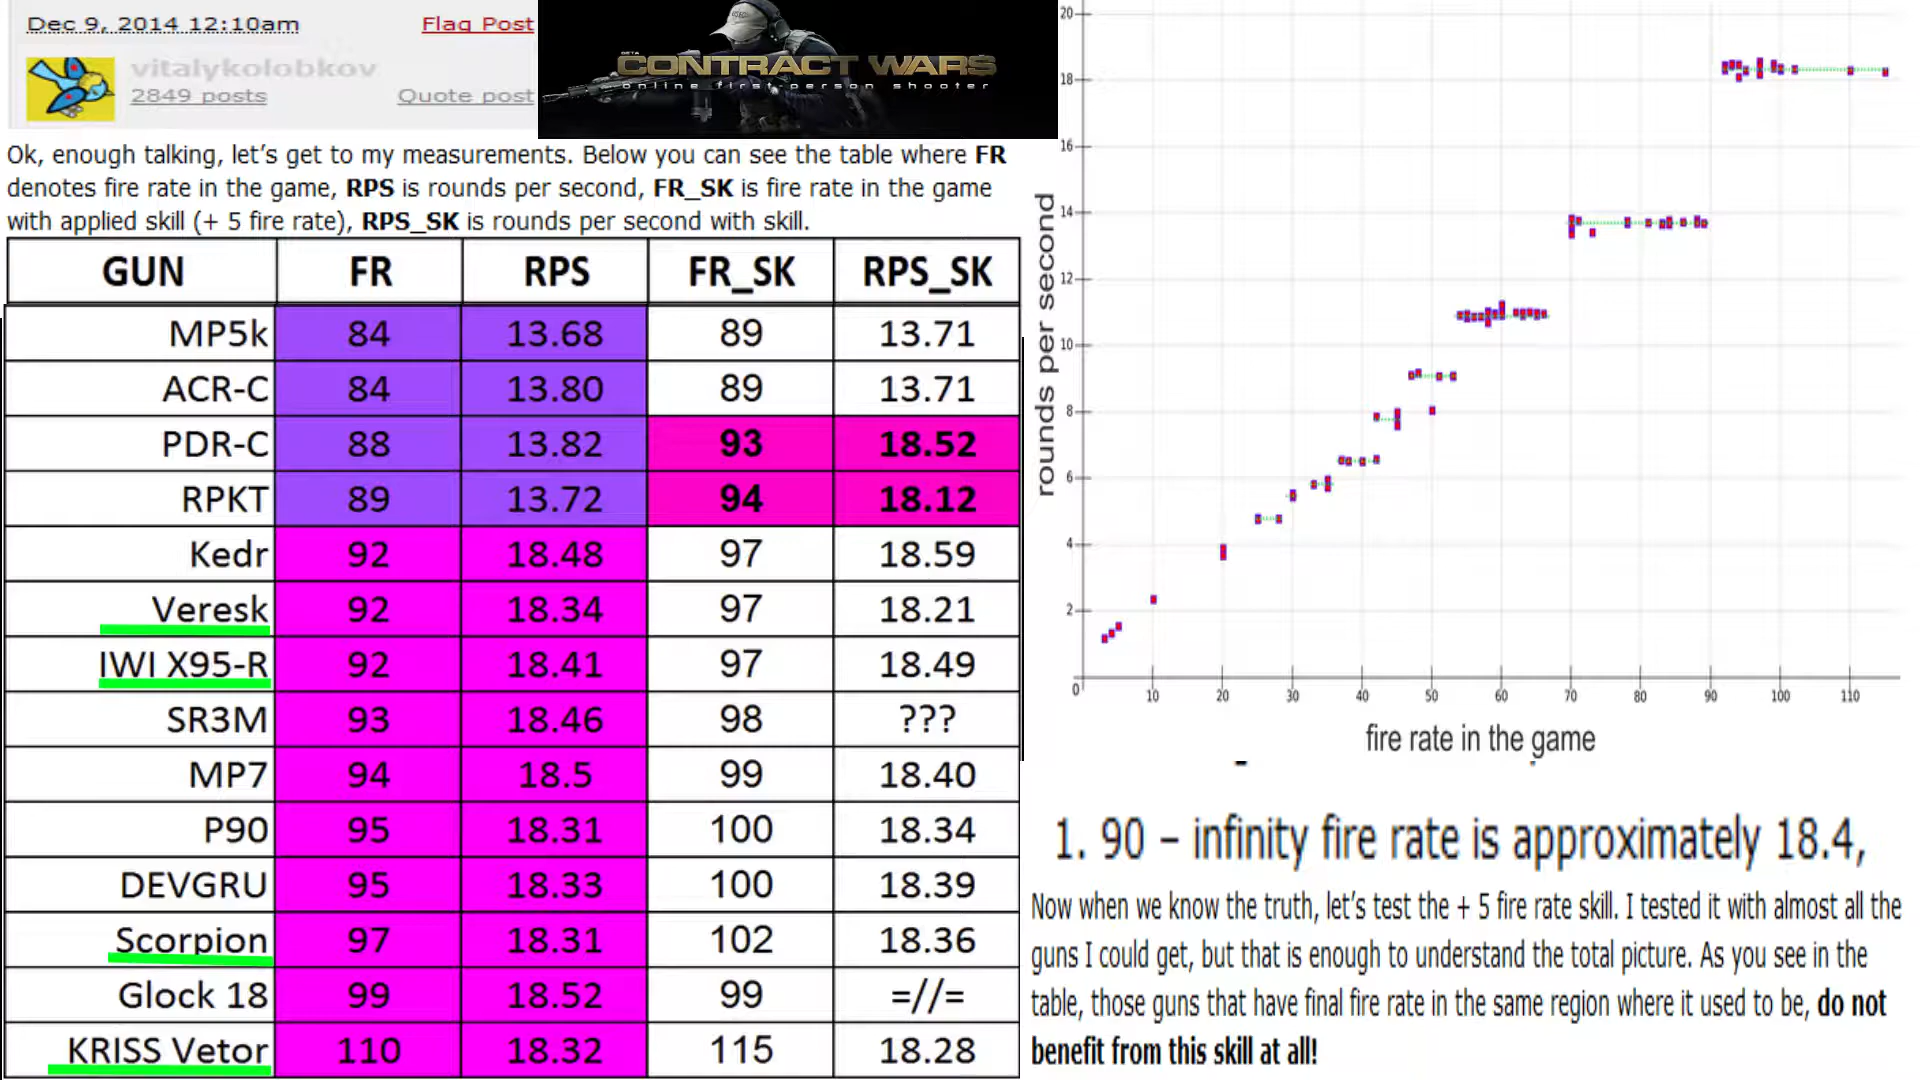 Dec 9, 2014 12:10am
Flag Post
vitalykolobkov
2849 posts
Quote post
BETA
CONTRACT WARS
online first-person shooter
Ok, enough talking, let’s get to my measurements. Below you can see the table where FR
denotes fire rate in the game, RPS is rounds per second, FR_SK is fire rate in the game
with applied skill (+ 5 fire rate), RPS_SK is rounds per second with skill.
GUN FR RPS FR_SK RPS_SK
MP5k 84 13.68 89 13.71
ACR-C 84 13.80 89 13.71
PDR-C 88 13.82 93 18.52
RPKT 89 13.72 94 18.12
Kedr 92 18.48 97 18.59
Veresk 92 18.34 97 18.21
IWI X95-R 92 18.41 97 18.49
SR3M 93 18.46 98 ???
MP7 94 18.5 99 18.40
P90 95 18.31 100 18.34
DEVGRU 95 18.33 100 18.39
Scorpion 97 18.31 102 18.36
Glock 18 99 18.52 99 =//=
KRISS Vetor 110 18.32 115 18.28
rounds per second
20
18
16
14
12
10
8
6
4
2
0 10 20 30 40 50 60 70 80 90 100 110
fire rate in the game
1. 90 – infinity fire rate is approximately 18.4,
Now when we know the truth, let’s test the + 5 fire rate skill. I tested it with almost all the
guns I could get, but that is enough to understand the total picture. As you see in the
table, those guns that have final fire rate in the same region where it used to be, do not
benefit from this skill at all!